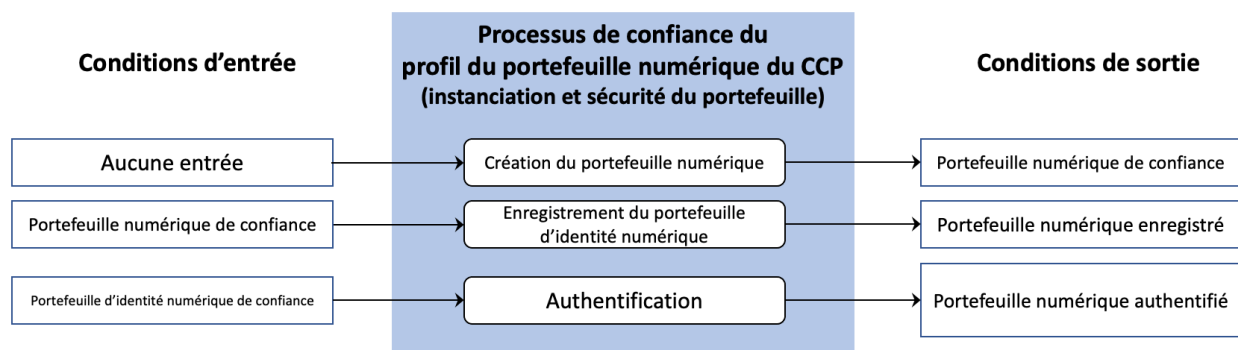 Conditions d’entrée
Processus de confiance du
profil du portefeuille numérique du CCP
(instanciation et sécurité du portefeuille)
Conditions de sortie
Aucune entrée
Création du portefeuille numérique
Portefeuille numérique de confiance
Portefeuille numérique de confiance
Enregistrement du portefeuille
d’identité numérique
Portefeuille numérique enregistré
Portefeuille d’identité numérique de confiance
Authentification
Portefeuille numérique authentifié